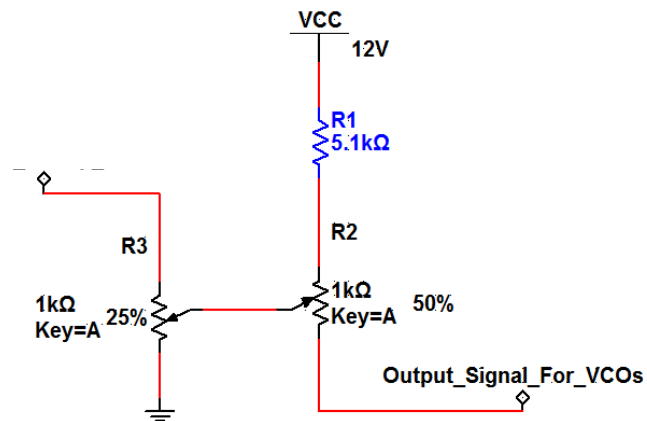 VCC
12V
R1
5.1kΩ
R3
R2
1kΩ
Key=A
25%
1kΩ
Key=A
50%
Output_Signal_For_VCOs